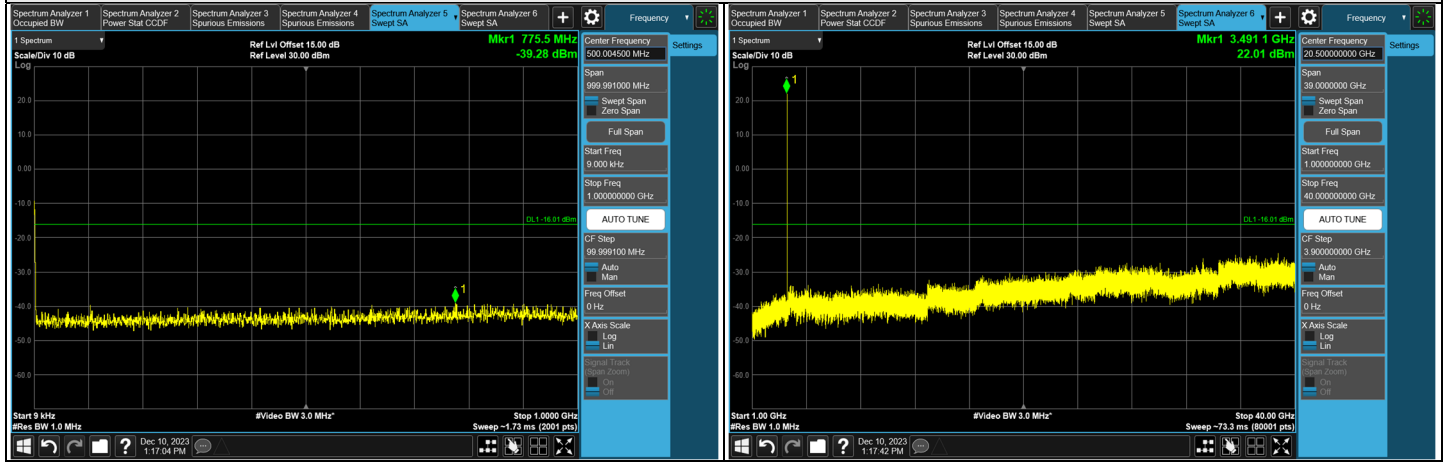 Spectrum Analyzer 1
Occupied BW
Spectrum Analyzer 2
Power Stat CCDF
Spectrum Analyzer 3
Spurious Emissions
Spectrum Analyzer 4
Spurious Emissions
Spectrum Analyzer 5
Swept SA
Spectrum Analyzer 6
Swept SA
+
Frequency
1 Spectrum
Scale/Div 10 dB
Log
Ref Lvl Offset 15.00 dB
Ref Level 30.00 dBm
Mkr1 775.5 MHz
-39.28 dBm
20.0
10.0
0.00
-10.0
-20.0
-30.0
-40.0
-50.0
-60.0
DL1 -16.01 dBm
1
Start 9 kHz
#Res BW 1.0 MHz
#Video BW 3.0 MHz*
Stop 1.0000 GHz
Sweep ~1.73 ms (2001 pts)
Center Frequency
500.004500 MHz
Settings
Span
999.991000 MHz
Swept Span
Zero Span
Full Span
Start Freq
9.000 kHz
Stop Freq
1.000000000 GHz
AUTO TUNE
CF Step
99.999100 MHz
Auto
Man
Freq Offset
0 Hz
X Axis Scale
Log
Lin
Signal Track
(Span Zoom)
On
Off
?
Dec 10, 2023
1:17:04 PM
Spectrum Analyzer 1
Occupied BW
Spectrum Analyzer 2
Power Stat CCDF
Spectrum Analyzer 3
Spurious Emissions
Spectrum Analyzer 4
Spurious Emissions
Spectrum Analyzer 5
Swept SA
Spectrum Analyzer 6
Swept SA
+
Frequency
1 Spectrum
Scale/Div 10 dB
Log
Ref Lvl Offset 15.00 dB
Ref Level 30.00 dBm
Mkr1 3.491 1 GHz
22.01 dBm
1
20.0
10.0
0.00
-10.0
-20.0
-30.0
-40.0
-50.0
-60.0
DL1 -16.01 dBm
Start 1.00 GHz
#Res BW 1.0 MHz
#Video BW 3.0 MHz*
Stop 40.00 GHz
Sweep ~73.3 ms (80001 pts)
Center Frequency
20.50000000 GHz
Settings
Span
39.0000000 GHz
Swept Span
Zero Span
Full Span
Start Freq
1.000000000 GHz
Stop Freq
40.00000000 GHz
AUTO TUNE
CF Step
3.900000000 GHz
Auto
Man
Freq Offset
0 Hz
X Axis Scale
Log
Lin
Signal Track
(Span Zoom)
On
Off
?
Dec 10, 2023
1:17:42 PM